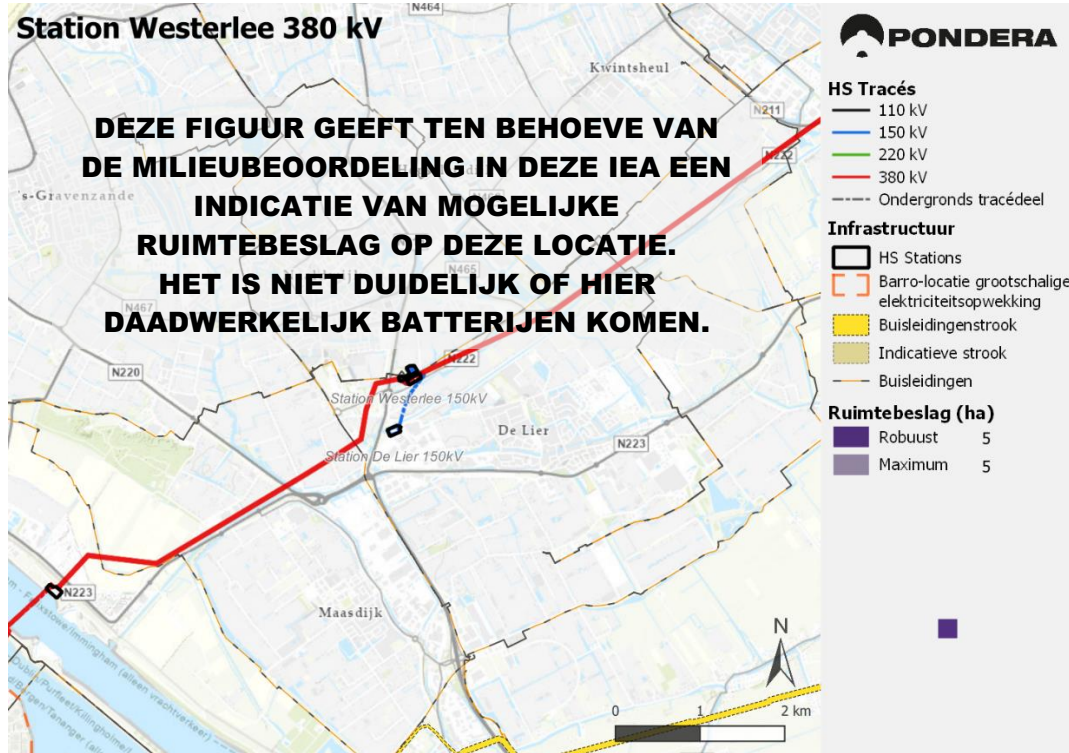 Station Westerlee 380 kV
N464
Kwintsheul
N211
N222
DEZE FIGUUR GEEFT TEN BEHOEVE VAN
DE MILIEUBEOORDELING IN DEZE IEA EEN
INDICATIE VAN MOGELIJKE
RUIMTEBESLAG OP DEZE LOCATIE.
HET IS NIET DUIDELIJK OF HIER
DAADWERKELIJK BATTERIJEN KOMEN.
's-Gravenzande
N465
N467
N222
N220
Station Westerlee 150kV
De Lier
N223
Station De Lier 150kV
N223
Maasdijk
N
0 1 2 km
PONDERA
HS Tracés
110 kV
150 kV
220 kV
380 kV
Ondergronds tracédeel
Infrastructuur
HS Stations
Barro-locatie grootschalige
elektriciteitsopwekking
Buisleidingenstrook
Indicatieve strook
Buisleidingen
Ruimtebeslag (ha)
Robuust 5
Maximum 5